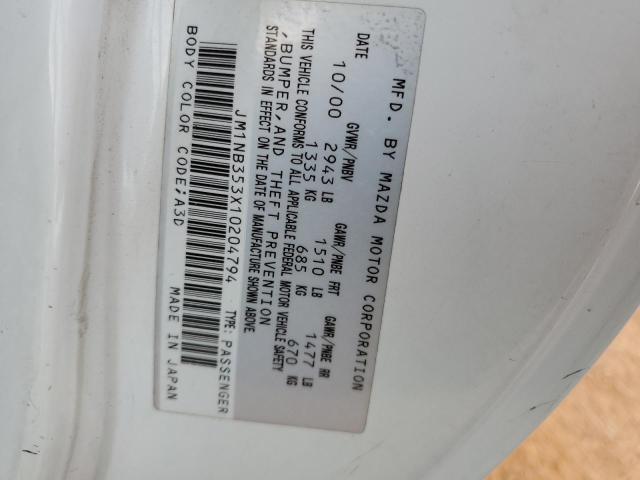 MFD. BY MAZDA MOTOR CORPORATION
DATE GVWR/PNBV GAWR/PNBE FRT GAWR/PNBE RR
10/00 2943 LB 1510 LB 1477 LB
1335 KG 685 KG 670 KG
THIS VEHICLE CONFORMS TO ALL APPLICABLE FEDERAL MOTOR VEHICLE SAFETY
,BUMPER,AND THEFT PREVENTION
STANDARDS IN EFFECT ON THE DATE OF MANUFACTURE SHOWN ABOVE.
JM1NB353X10204794 TYPE: PASSENGER
BODY COLOR CODE;A3D MADE IN JAPAN